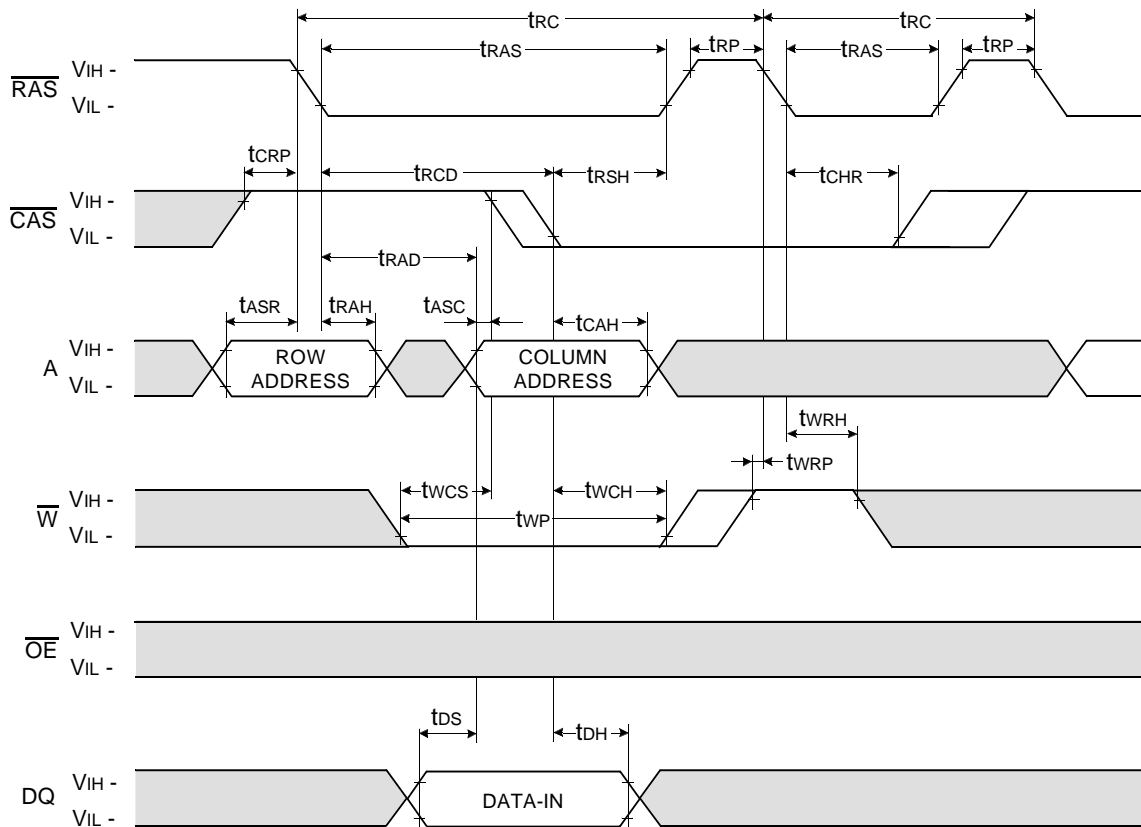 tRC tRC
tRAS tRP tRAS tRP
RAS VIH -
VIL -
tCRP tRCD tRSH tCHR
CAS VIH -
VIL -
tRAD
tASR tRAH tASC tCAH
A VIH -
VIL -
ROW
ADDRESS
COLUMN
ADDRESS
tWRH
tWRP
tWCS tWCH
W VIH -
VIL -
tWP
OE VIH -
VIL -
tDS tDH
DQ VIH -
VIL -
DATA-IN